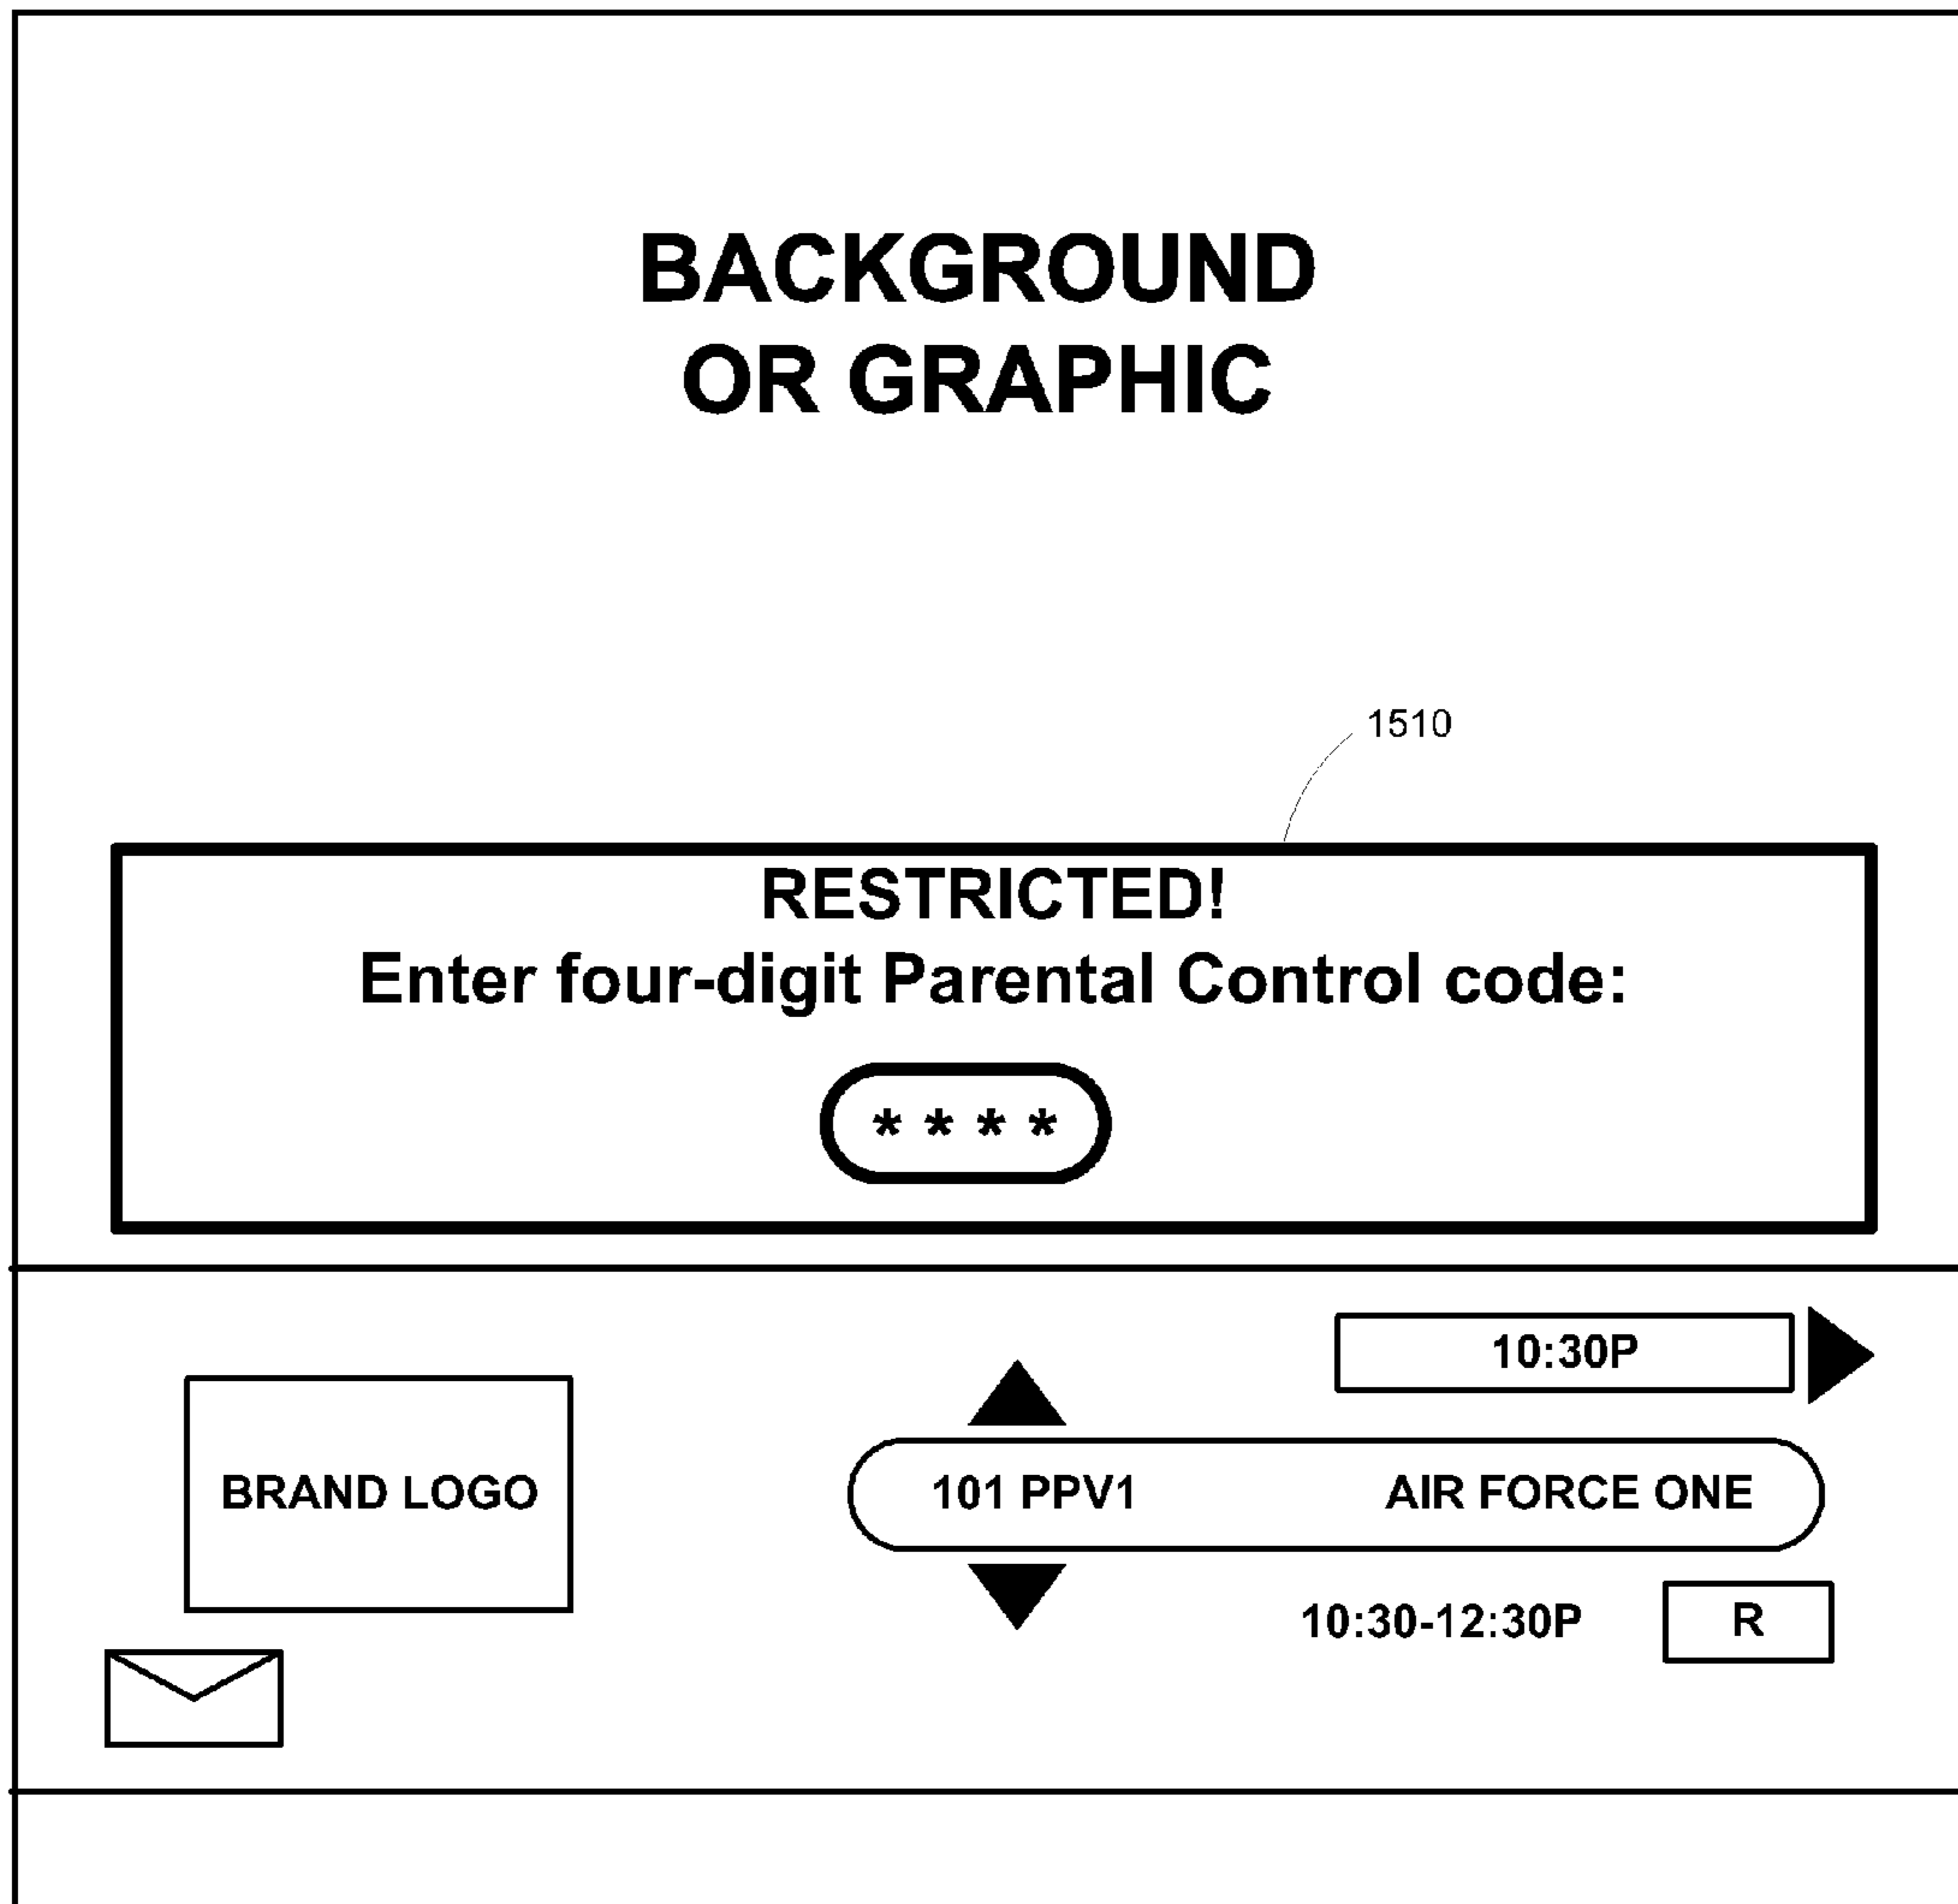 BACKGROUND
OR GRAPHIC
1510
RESTRICTED!
Enter four-digit Parental Control code:
* * * *
10:30P
BRAND LOGO
101 PPV1 AIR FORCE ONE
10:30-12:30P R